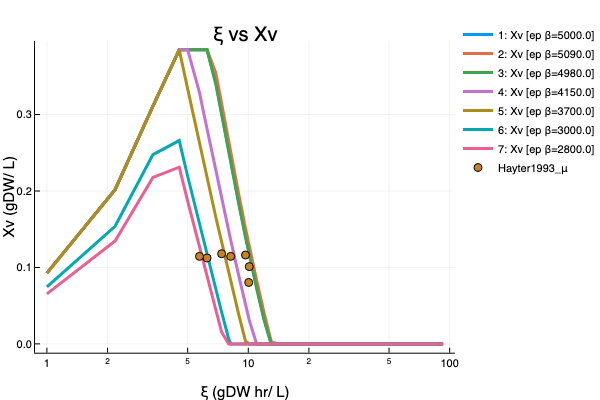 ξ vs Xv
1: Xv [ep β=5000.0]
2: Xv [ep β=5090.0]
3: Xv [ep β=4980.0]
4: Xv [ep β=4150.0]
5: Xv [ep β=3700.0]
6: Xv [ep β=3000.0]
7: Xv [ep β=2800.0]
Hayter1993_μ
Xv (gDW/ L)
0.3
0.2
0.1
0.0
1 2 5 10 2 5 100
ξ (gDW hr/ L)